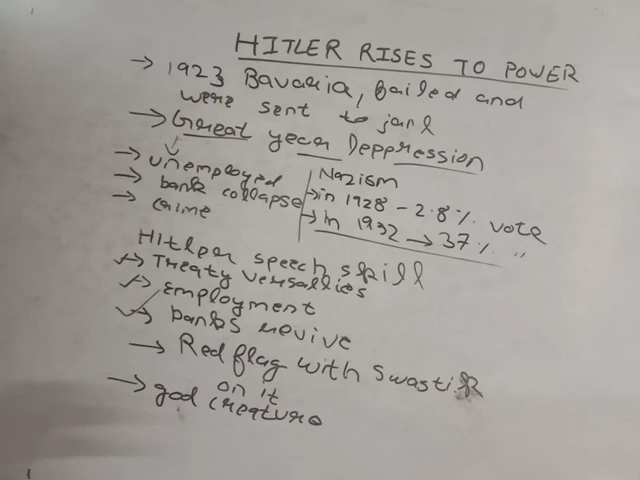 HITLER RISES TO POWER
→ 1923 Bavaria, failed and
were sent to jail
→ Great year Deppression
→ unemployed
→ bank collapse
→ crime
Nazism
→ in 1928 - 2.8% vote
→ in 1932 → 37% "
Hitler speech skill
→ Treaty Versallies
→ employment
→ banks revive
→ Red flag with swastik
on it
→ god creature